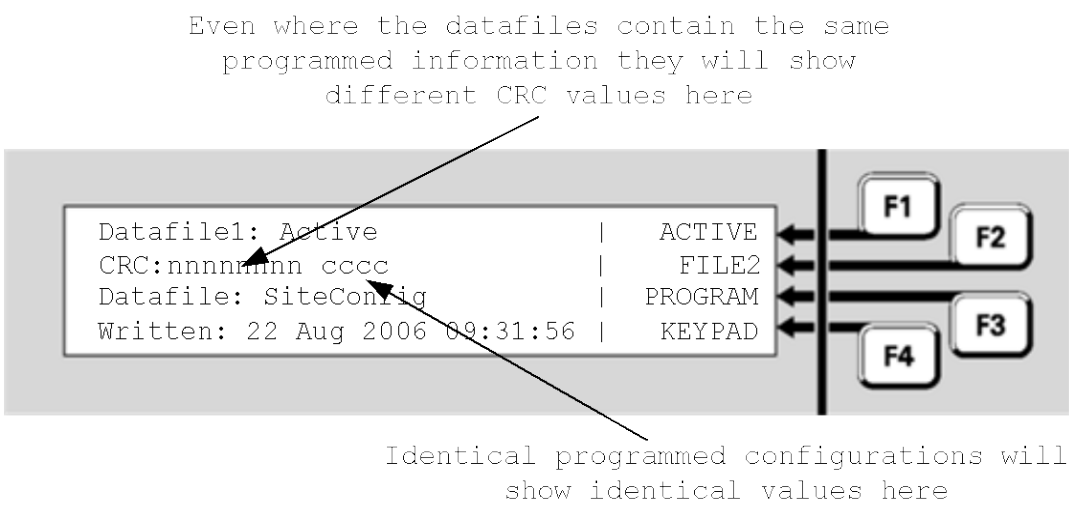 Even where the datafiles contain the same
programmed information they will show
different CRC values here
Datafile1: Active | ACTIVE
CRC:nnnnnnnn cccc | FILE2
Datafile: SiteConfig | PROGRAM
Written: 22 Aug 2006 09:31:56 | KEYPAD
F1
F2
F3
F4
Identical programmed configurations will
show identical values here